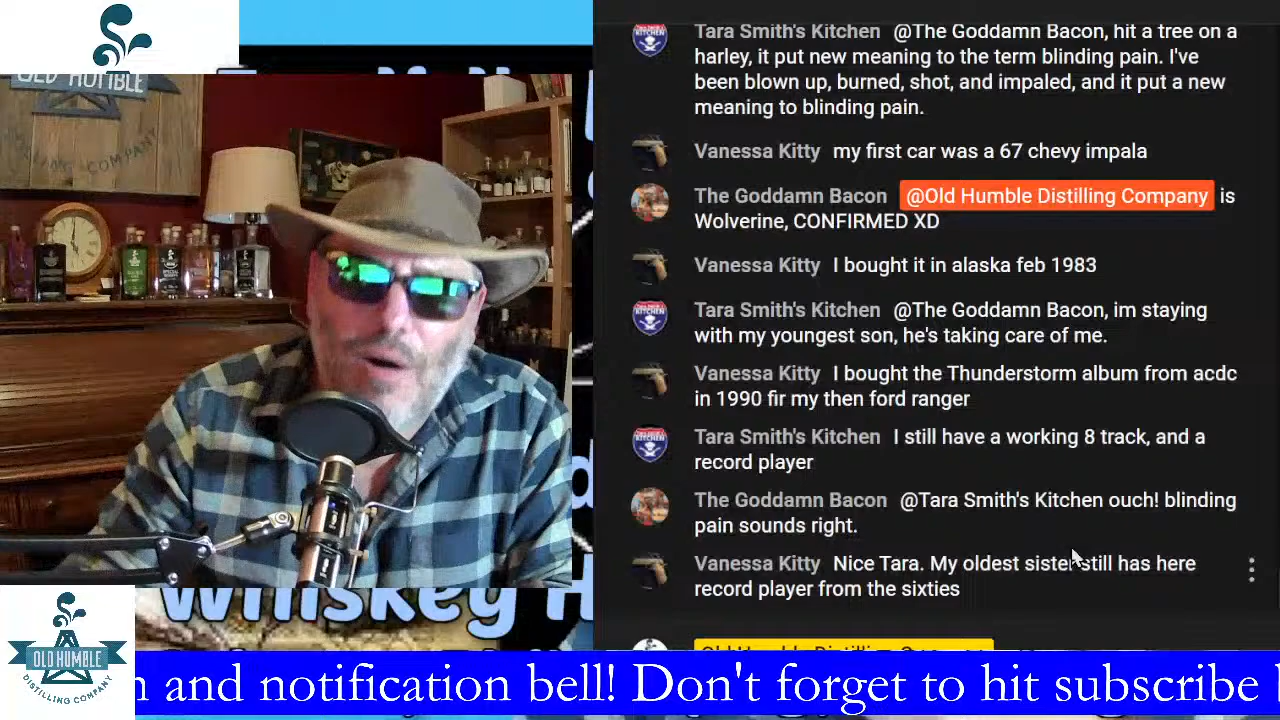 OLD HUMBLE
DISTILLING COMPANY
Tara Smith's Kitchen @The Goddamn Bacon, hit a tree on a
harley, it put new meaning to the term blinding pain. I've
been blown up, burned, shot, and impaled, and it put a new
meaning to blinding pain.
Vanessa Kitty my first car was a 67 chevy impala
The Goddamn Bacon @Old Humble Distilling Company is
Wolverine, CONFIRMED XD
Vanessa Kitty I bought it in alaska feb 1983
Tara Smith's Kitchen @The Goddamn Bacon, im staying
with my youngest son, he's taking care of me.
Vanessa Kitty I bought the Thunderstorm album from acdc
in 1990 fir my then ford ranger
Tara Smith's Kitchen I still have a working 8 track, and a
record player
The Goddamn Bacon @Tara Smith's Kitchen ouch! blinding
pain sounds right.
Vanessa Kitty Nice Tara. My oldest sister still has here
record player from the sixties
Whiskey
OLD HUMBLE
DISTILLING COMPANY
and notification bell! Don't forget to hit subscribe